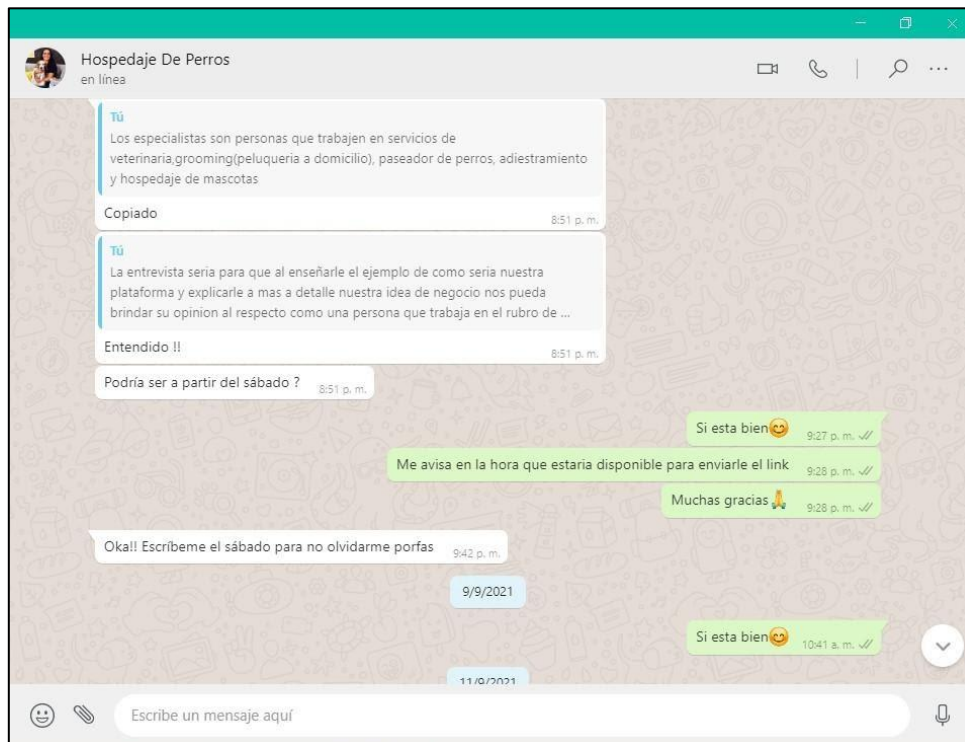 Hospedaje De Perros
en línea
Tú
Los especialistas son personas que trabajen en servicios de
veterinaria,grooming(peluqueria a domicilio), paseador de perros, adiestramiento
y hospedaje de mascotas
Copiado
8:51 p. m.
Tú
La entrevista seria para que al enseñarle el ejemplo de como seria nuestra
plataforma y explicarle a mas a detalle nuestra idea de negocio nos pueda
brindar su opinion al respecto como una persona que trabaja en el rubro de ...
Entendido !!
8:51 p. m.
Podría ser a partir del sábado ? 8:51 p. m.
Si esta bien😊 9:27 p. m.
Me avisa en la hora que estaria disponible para enviarle el link 9:28 p. m.
Muchas gracias🙏 9:28 p. m.
Oka!! Escríbeme el sábado para no olvidarme porfas 9:42 p. m.
9/9/2021
Si esta bien😊 10:41 a. m.
11/9/2021
Escribe un mensaje aquí